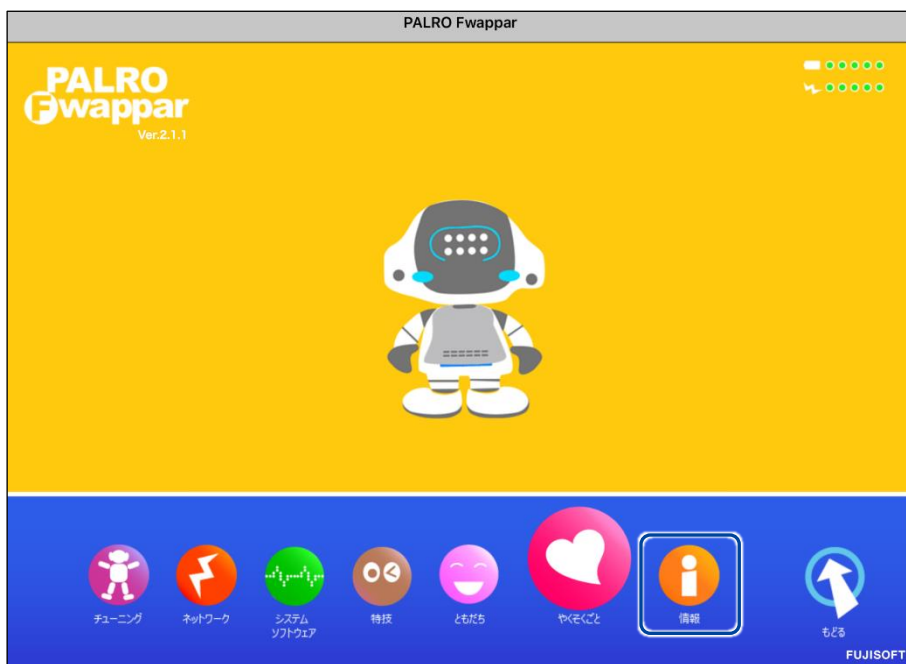 PALRO Fwappar
PALRO
Fwappar
Ver.2.1.1
チューニング
ネットワーク
システム
ソフトウェア
特技
ともだち
やくそくごと
情報
もどる
FUJISOFT